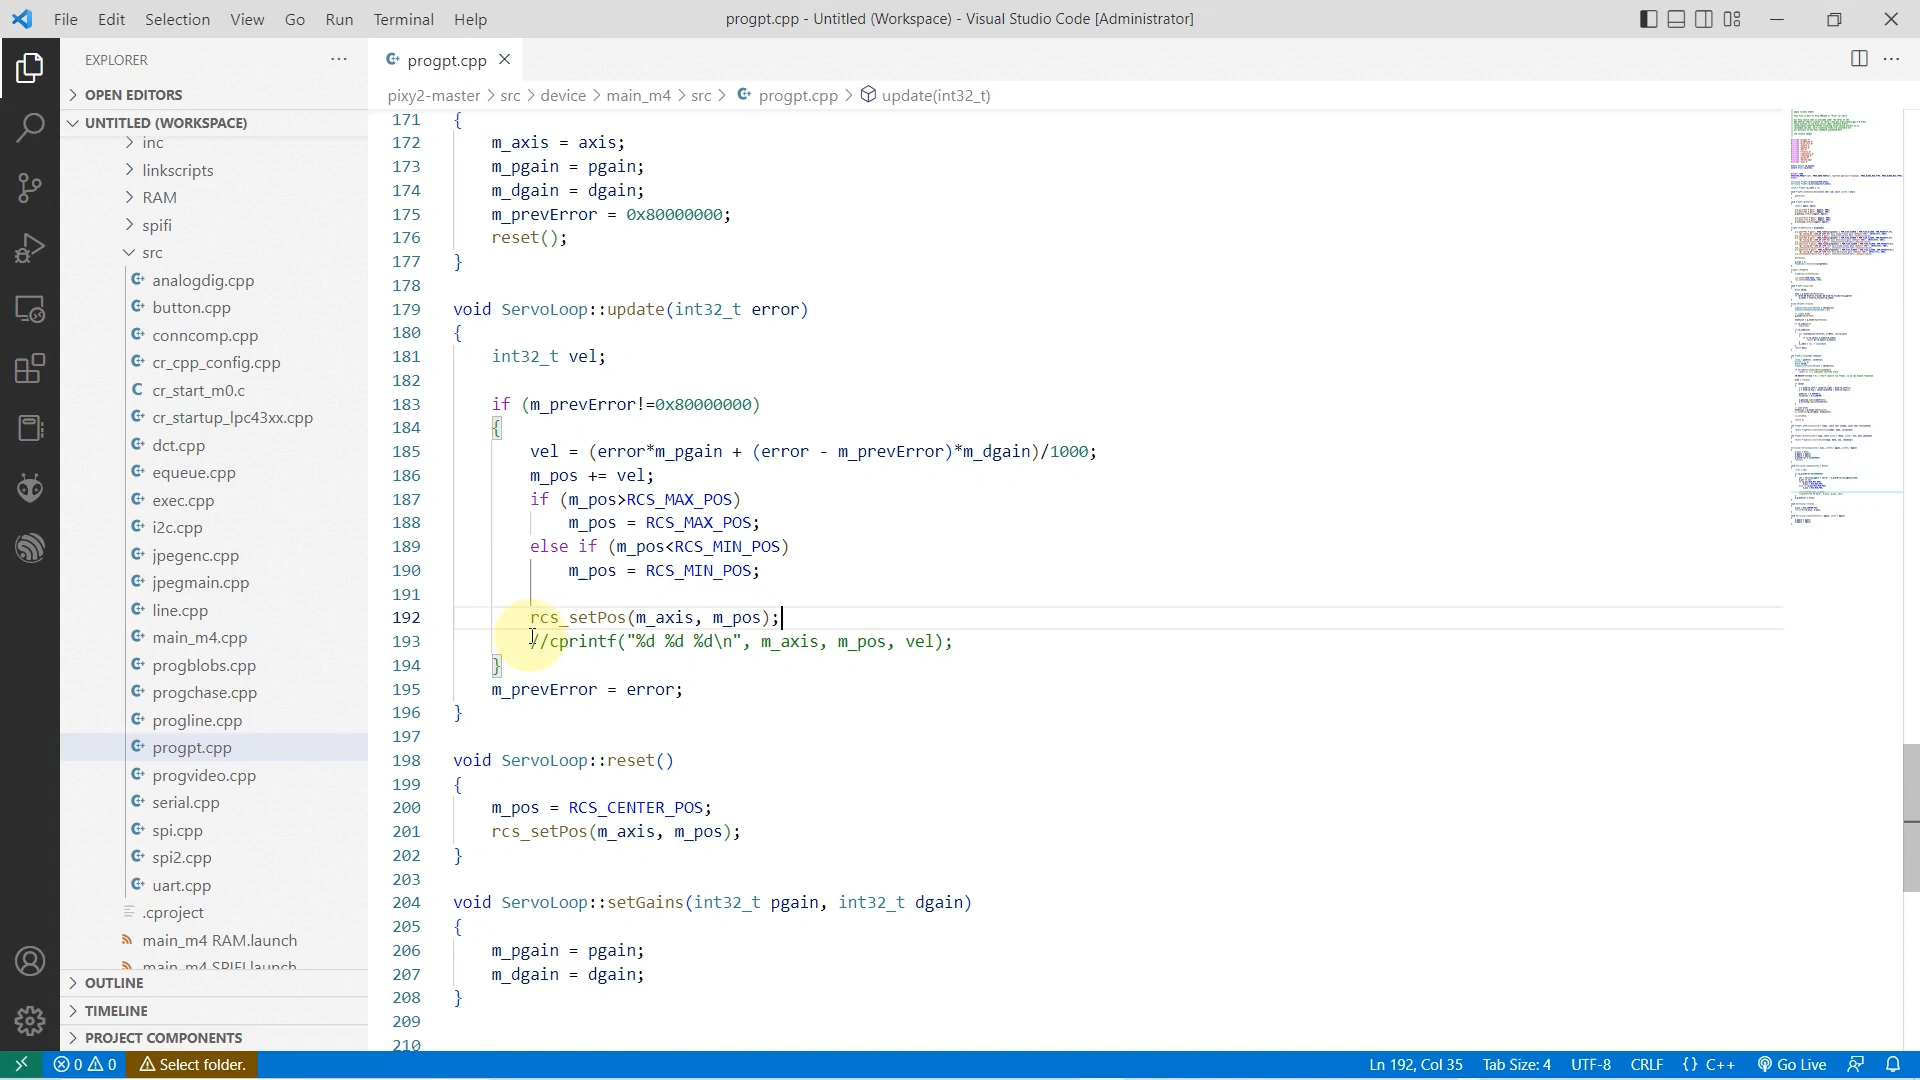 File Edit Selection View Go Run Terminal Help
progpt.cpp - Untitled (Workspace) - Visual Studio Code [Administrator]
EXPLORER
OPEN EDITORS
UNTITLED (WORKSPACE)
inc
linkscripts
RAM
spifi
src
analogdig.cpp
button.cpp
conncomp.cpp
cr_cpp_config.cpp
C cr_start_m0.c
cr_startup_lpc43xx.cpp
dct.cpp
equeue.cpp
exec.cpp
i2c.cpp
jpegenc.cpp
jpegmain.cpp
line.cpp
main_m4.cpp
progblobs.cpp
progchase.cpp
progline.cpp
progpt.cpp
progvideo.cpp
serial.cpp
spi.cpp
spi2.cpp
uart.cpp
.cproject
main_m4 RAM.launch
main_m4 SPIFI.launch
OUTLINE
TIMELINE
PROJECT COMPONENTS
progpt.cpp
pixy2-master > src > device > main_m4 > src > progpt.cpp > update(int32_t)
171 {
172 m_axis = axis;
173 m_pgain = pgain;
174 m_dgain = dgain;
175 m_prevError = 0x80000000;
176 reset();
177 }
178
179 void ServoLoop::update(int32_t error)
180 {
181 int32_t vel;
182
183 if (m_prevError!=0x80000000)
184 {
185 vel = (error*m_pgain + (error - m_prevError)*m_dgain)/1000;
186 m_pos += vel;
187 if (m_pos>RCS_MAX_POS)
188 m_pos = RCS_MAX_POS;
189 else if (m_pos<RCS_MIN_POS)
190 m_pos = RCS_MIN_POS;
191
192 rcs_setPos(m_axis, m_pos);
193 //cprintf("%d %d %d\n", m_axis, m_pos, vel);
194 }
195 m_prevError = error;
196 }
197
198 void ServoLoop::reset()
199 {
200 m_pos = RCS_CENTER_POS;
201 rcs_setPos(m_axis, m_pos);
202 }
203
204 void ServoLoop::setGains(int32_t pgain, int32_t dgain)
205 {
206 m_pgain = pgain;
207 m_dgain = dgain;
208 }
209
210
0 0 Select folder. Ln 192, Col 35 Tab Size: 4 UTF-8 CRLF {} C++ Go Live